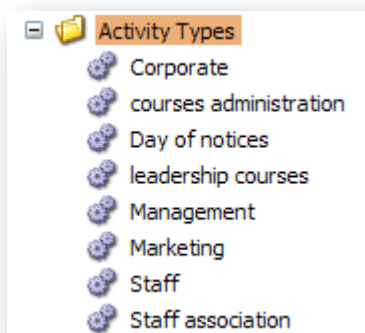 Activity Types
Corporate
courses administration
Day of notices
leadership courses
Management
Marketing
Staff
Staff association